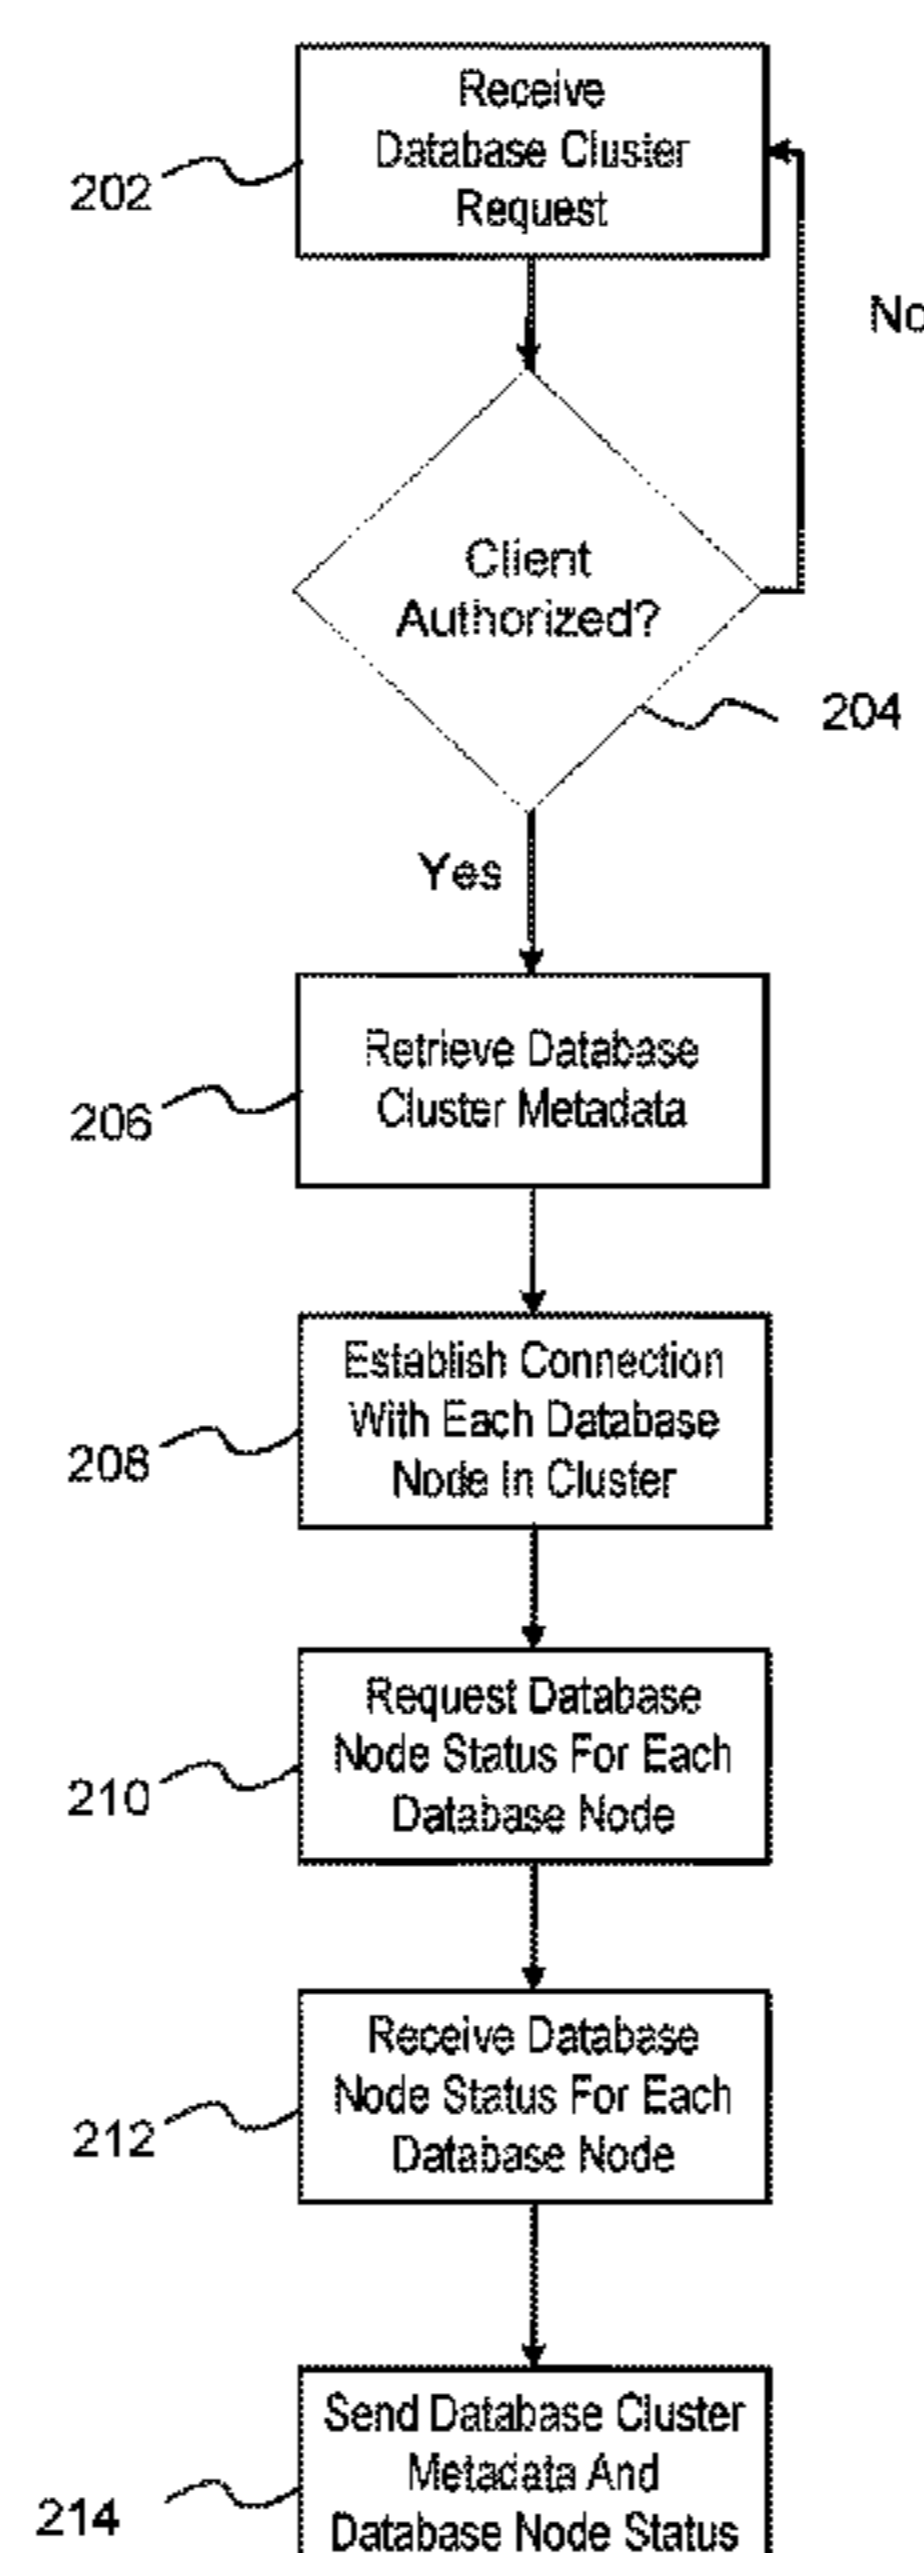 Receive
Database Cluster
Request
202
No
Client
Authorized?
204
Yes
Retrieve Database
Cluster Metadata
206
Establish Connection
With Each Database
Node In Cluster
208
Request Database
Node Status For Each
Database Node
210
Receive Database
Node Status For Each
Database Node
212
Send Database Cluster
Metadata And
Database Node Status
214